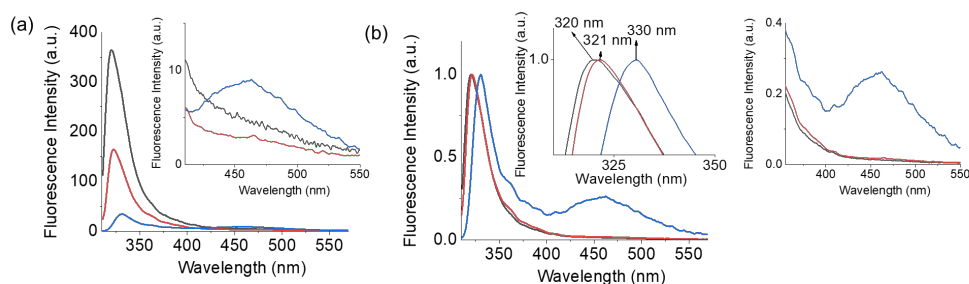 (a)
Fluorescence Intensity (a.u.)
400
300
200
100
0
350
400
450
500
550
Wavelength (nm)
Fluorescence Intensity (a.u.)
10
0
450
500
550
Wavelength (nm)
(b)
Fluorescence Intensity (a.u.)
1.0
0.5
0.0
350
400
450
500
550
Wavelength (nm)
320 nm
321 nm
330 nm
Fluorescence Intensity (a.u.)
1.0
325
350
Wavelength (nm)
Fluorescence Intensity (a.u.)
0.4
0.2
0.0
400
450
500
550
Wavelength (nm)